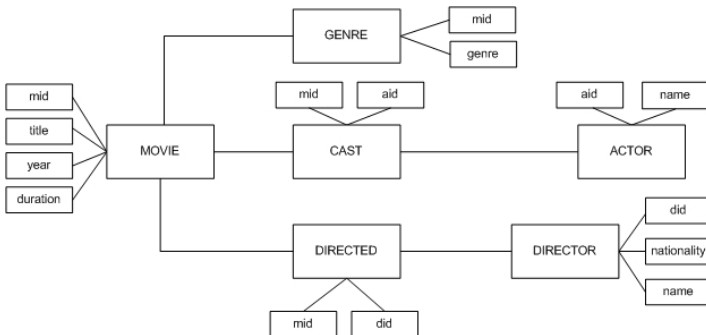 mid
GENRE
genre
mid
title
year
duration
mid
aid
aid
name
MOVIE
CAST
ACTOR
did
nationality
name
DIRECTED
DIRECTOR
mid
did